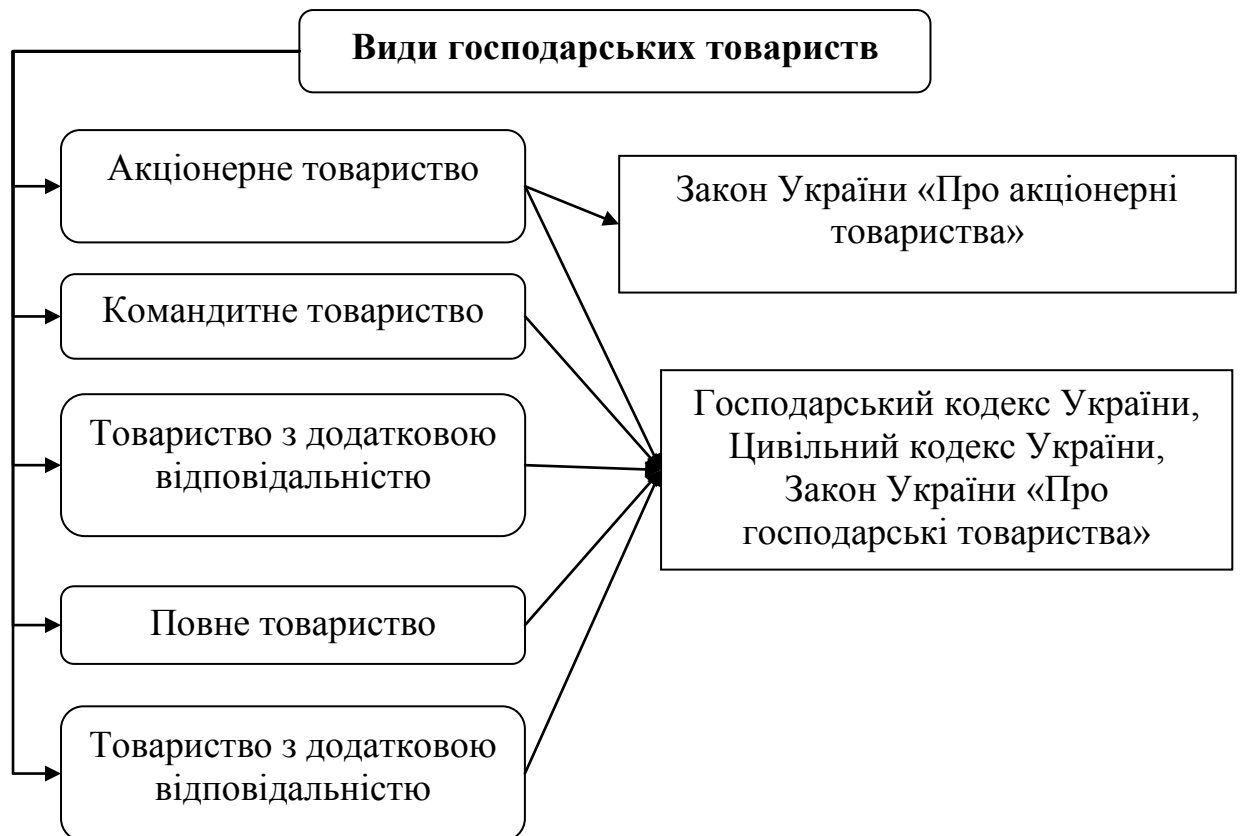 Види господарських товариств
Акціонерне товариство
Закон України «Про акціонерні
товариства»
Командитне товариство
Товариство з додатковою
відповідальністю
Господарський кодекс України,
Цивільний кодекс України,
Закон України «Про
господарські товариства»
Повне товариство
Товариство з додатковою
відповідальністю